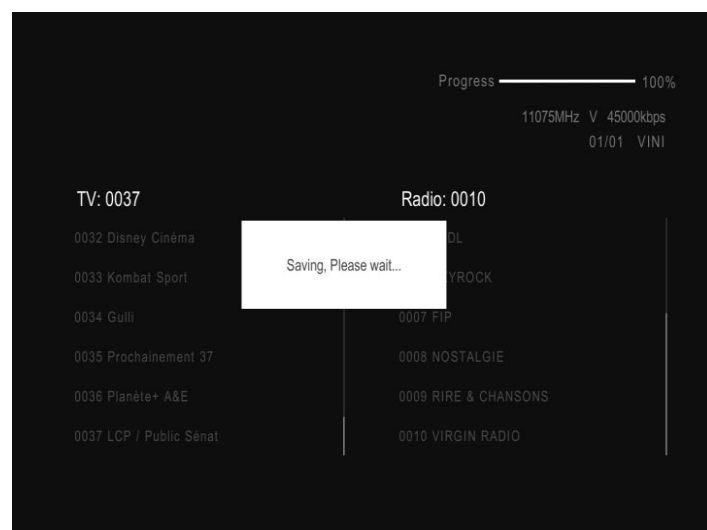 Progress 100%
11075MHz V 45000kbps
01/01 VINI
TV: 0037 Radio: 0010
0032 Disney Cinéma DL
0033 Kombat Sport YROCK
Saving, Please wait...
0034 Gulli 0007 FIP
0035 Prochainement 37 0008 NOSTALGIE
0036 Planète+ A&E 0009 RIRE & CHANSONS
0037 LCP / Public Sénat 0010 VIRGIN RADIO